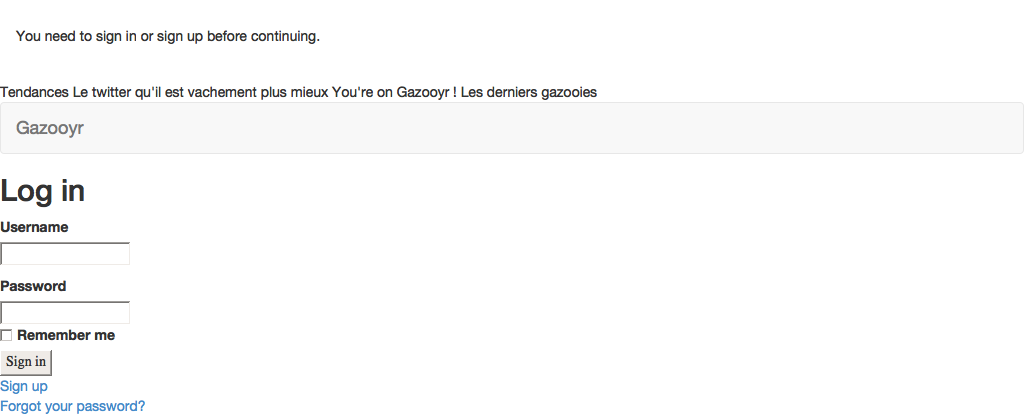 You need to sign in or sign up before continuing.
Tendances Le twitter qu'il est vachement plus mieux You're on Gazooyr ! Les derniers gazooies
Gazooyr
Log in
Username
Password
Remember me
Sign in
Sign up
Forgot your password?